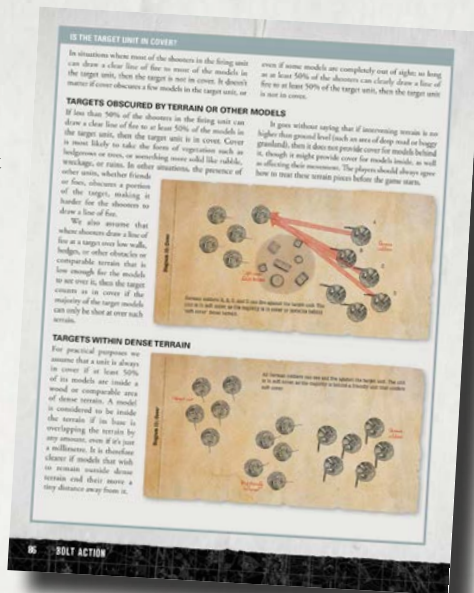 IS THE TARGET UNIT IN COVER?
In situations where most of the shooters in the firing unit
can draw a clear line of fire to most of the models in
the target unit, then the target is not in cover. It doesn't
matter if cover obscures a few models in the target unit, or
even if some models are completely out of sight; so long
as at least 50% of the shooters can clearly draw a line of
fire to at least 50% of the target unit, then the target unit
is not in cover.
TARGETS OBSCURED BY TERRAIN OR OTHER MODELS
If less than 50% of the shooters in the firing unit can
draw a clear line of fire to at least 50% of the models in
the target unit, then the target unit is in cover. Cover
is most likely to take the form of vegetation such as
hedgerows or trees, or something more solid like rubble,
wreckage, or ruins. In other situations, the presence of
other units, whether friends
or foes, obscures a portion
of the target, making it
harder for the shooters to
draw a line of fire.
We also assume that
where shooters draw a line of
fire at a target over low walls,
hedges, or other obstacles or
comparable terrain that is
low enough for the models
to see over it, then the target
counts as in cover if the
majority of the target models
can only be shot at over such
terrain.
It goes without saying that if intervening terrain is no
higher than ground level (such as area of deep mud or boggy
grassland), then it does not provide cover for models behind
it, though it might provide cover for models inside, as well
as affecting their movement. The players should always agree
how to treat these terrain pieces before the game starts.
TARGETS WITHIN DENSE TERRAIN
For practical purposes we
assume that a unit is always
in cover if at least 50%
of its models are inside a
wood or comparable area
of dense terrain. A model
is considered to be inside
the terrain if its base is
overlapping the terrain by
any amount, even if it's just
a millimetre. It is therefore
clearer if models that wish
to remain outside dense
terrain end their move a
tiny distance away from it.
86 BOLT ACTION